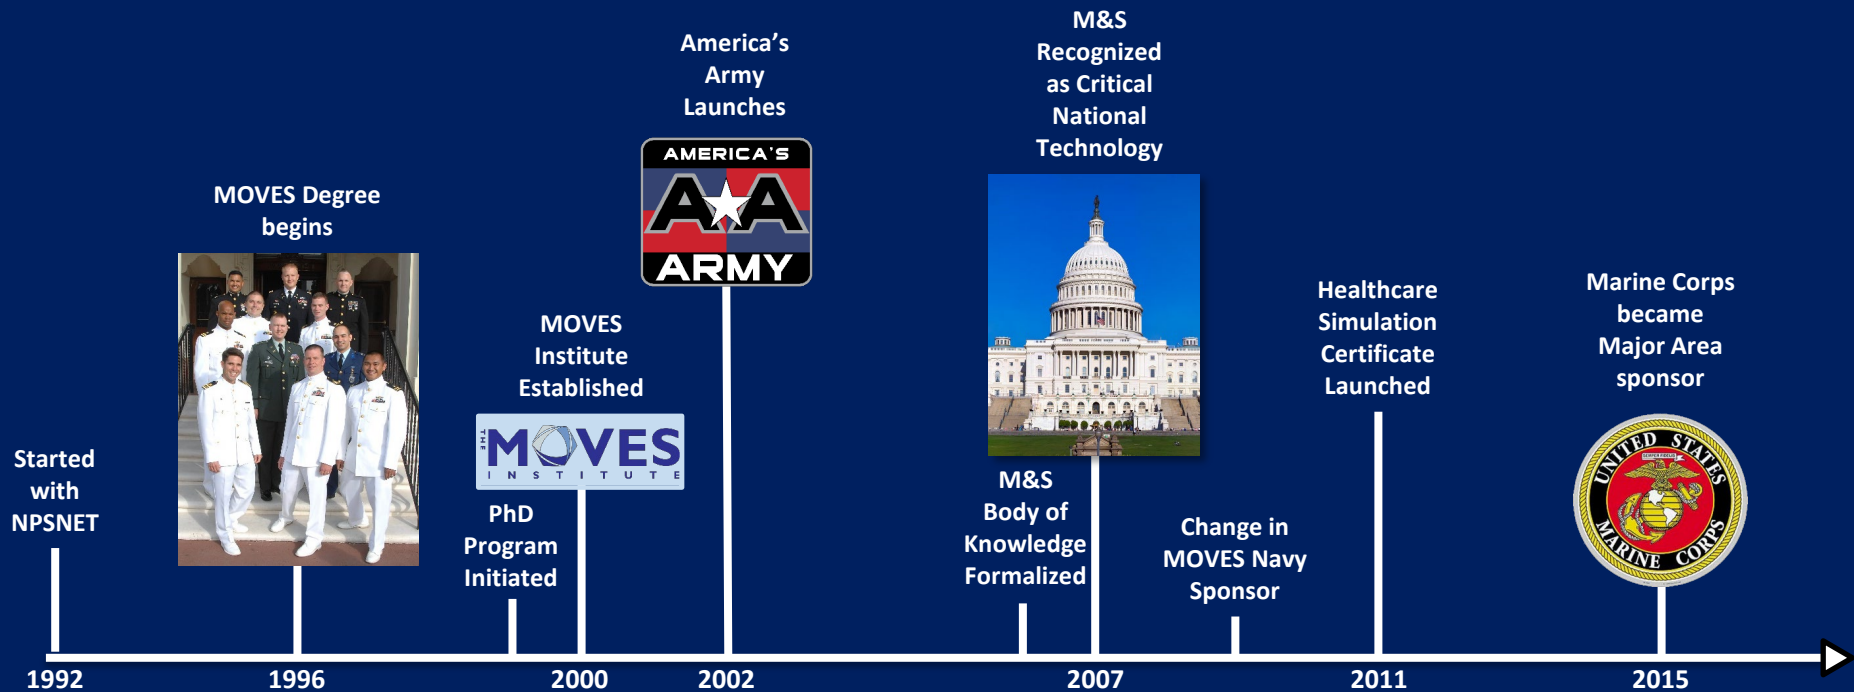 Started
with
NPSNET
MOVES Degree
begins
PhD
Program
Initiated
MOVES
Institute
Established
THE
MOVES
INSTITUTE
America’s
Army
Launches
AMERICA'S
AA
ARMY
M&S
Body of
Knowledge
Formalized
M&S
Recognized
as Critical
National
Technology
Change in
MOVES Navy
Sponsor
Healthcare
Simulation
Certificate
Launched
Marine Corps
became
Major Area
sponsor
UNITED STATES
SEMPER FIDELIS
MARINE CORPS
1992
1996
2000
2002
2007
2011
2015